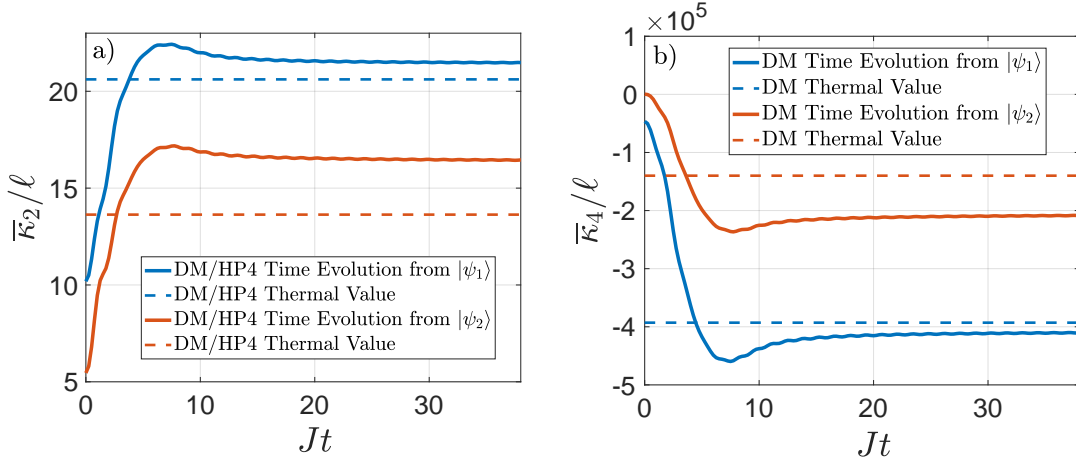 a)
20
15
10
5
κ̄₂/ℓ
DM/HP4 Time Evolution from |ψ₁⟩
DM/HP4 Thermal Value
DM/HP4 Time Evolution from |ψ₂⟩
DM/HP4 Thermal Value
0 10 20 30
Jt
×10⁵
b)
1
0
-1
-2
-3
-4
-5
κ̄₄/ℓ
DM Time Evolution from |ψ₁⟩
DM Thermal Value
DM Time Evolution from |ψ₂⟩
DM Thermal Value
0 10 20 30
Jt